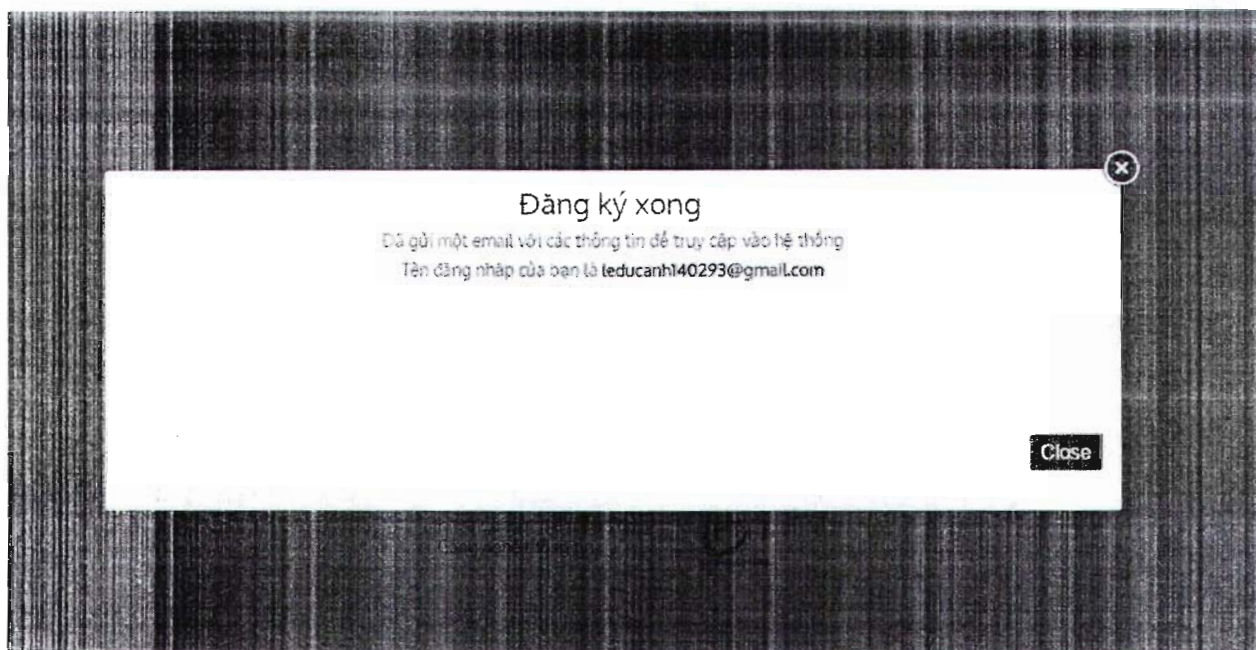 Đăng ký xong
Đã gửi một email với các thông tin để truy cập vào hệ thống
Tên đăng nhập của bạn là leducanh140293@gmail.com
Close